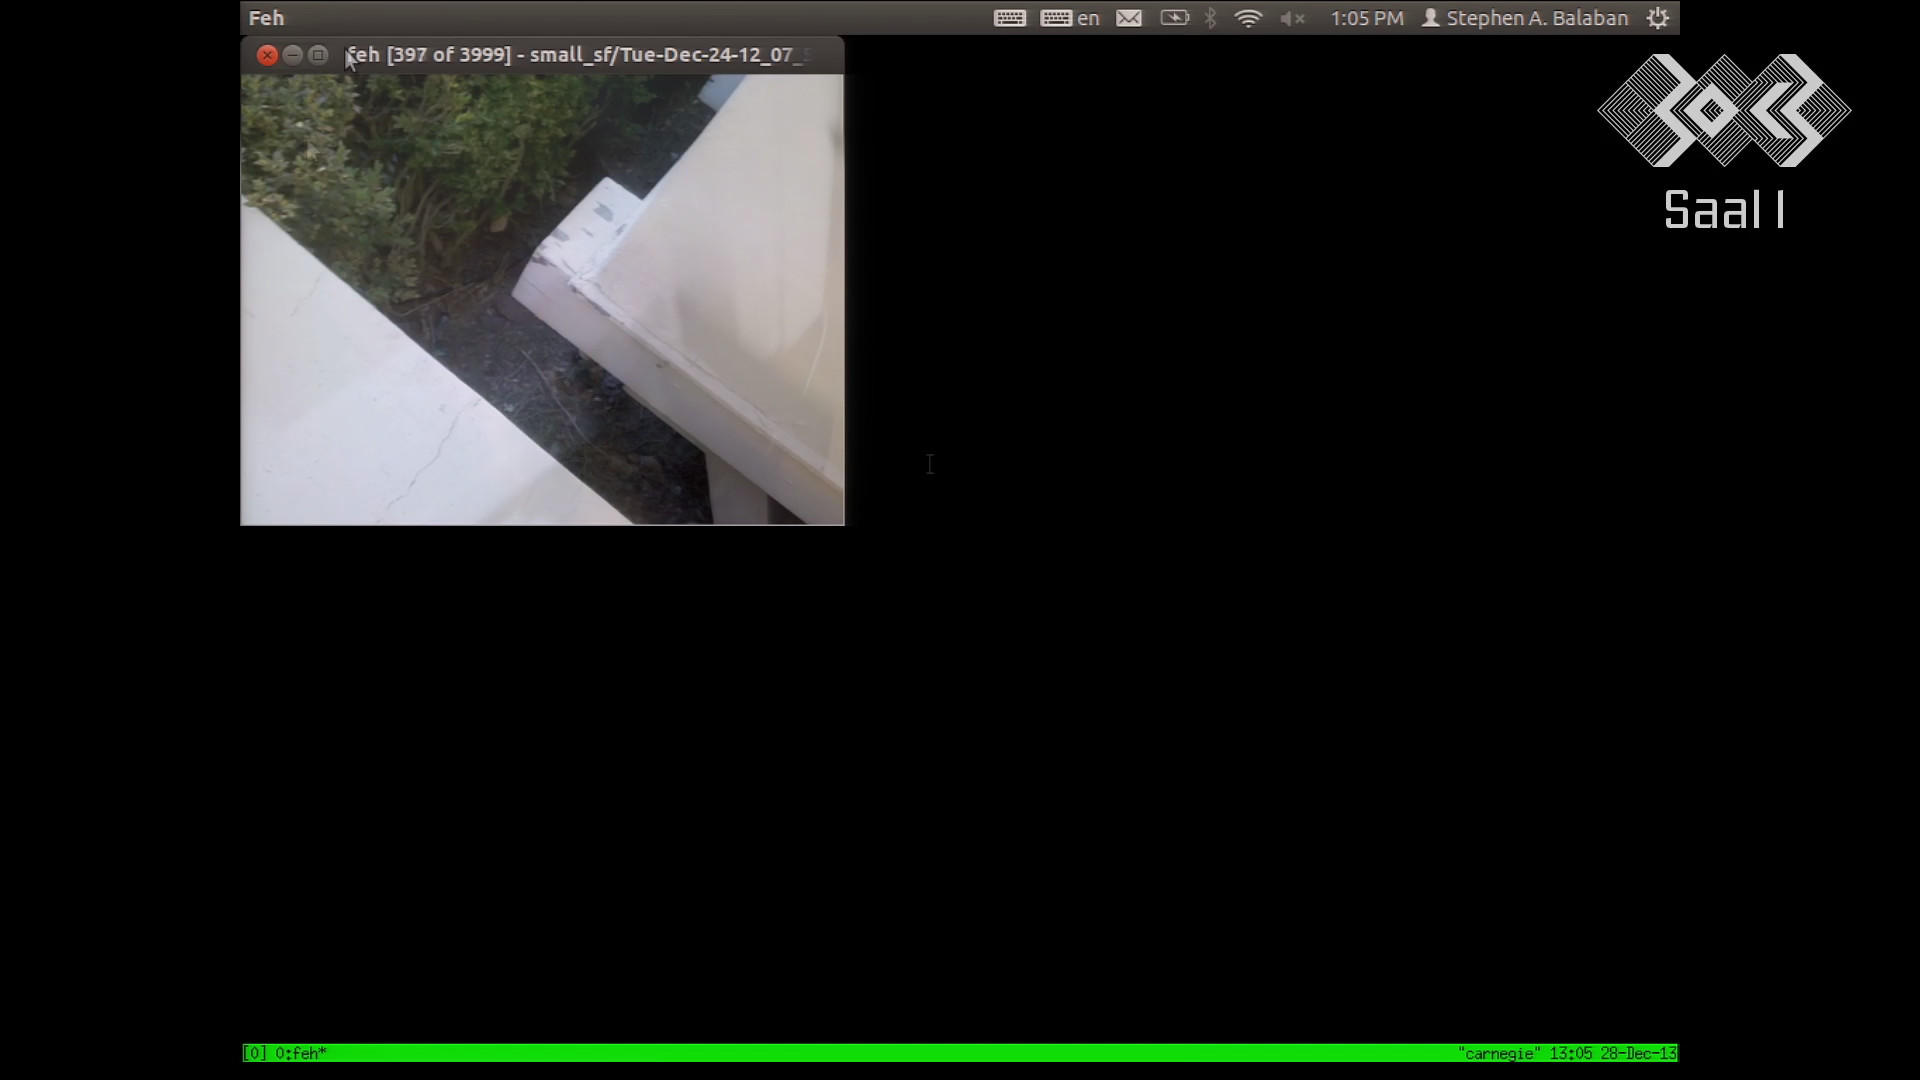 Feh
en
1:05 PM
Stephen A. Balaban
feh [397 of 3999] - small_sf/Tue-Dec-24-12_07_
Saal 1
[0] 0:feh*
"carnegie" 13:05 28-Dec-13